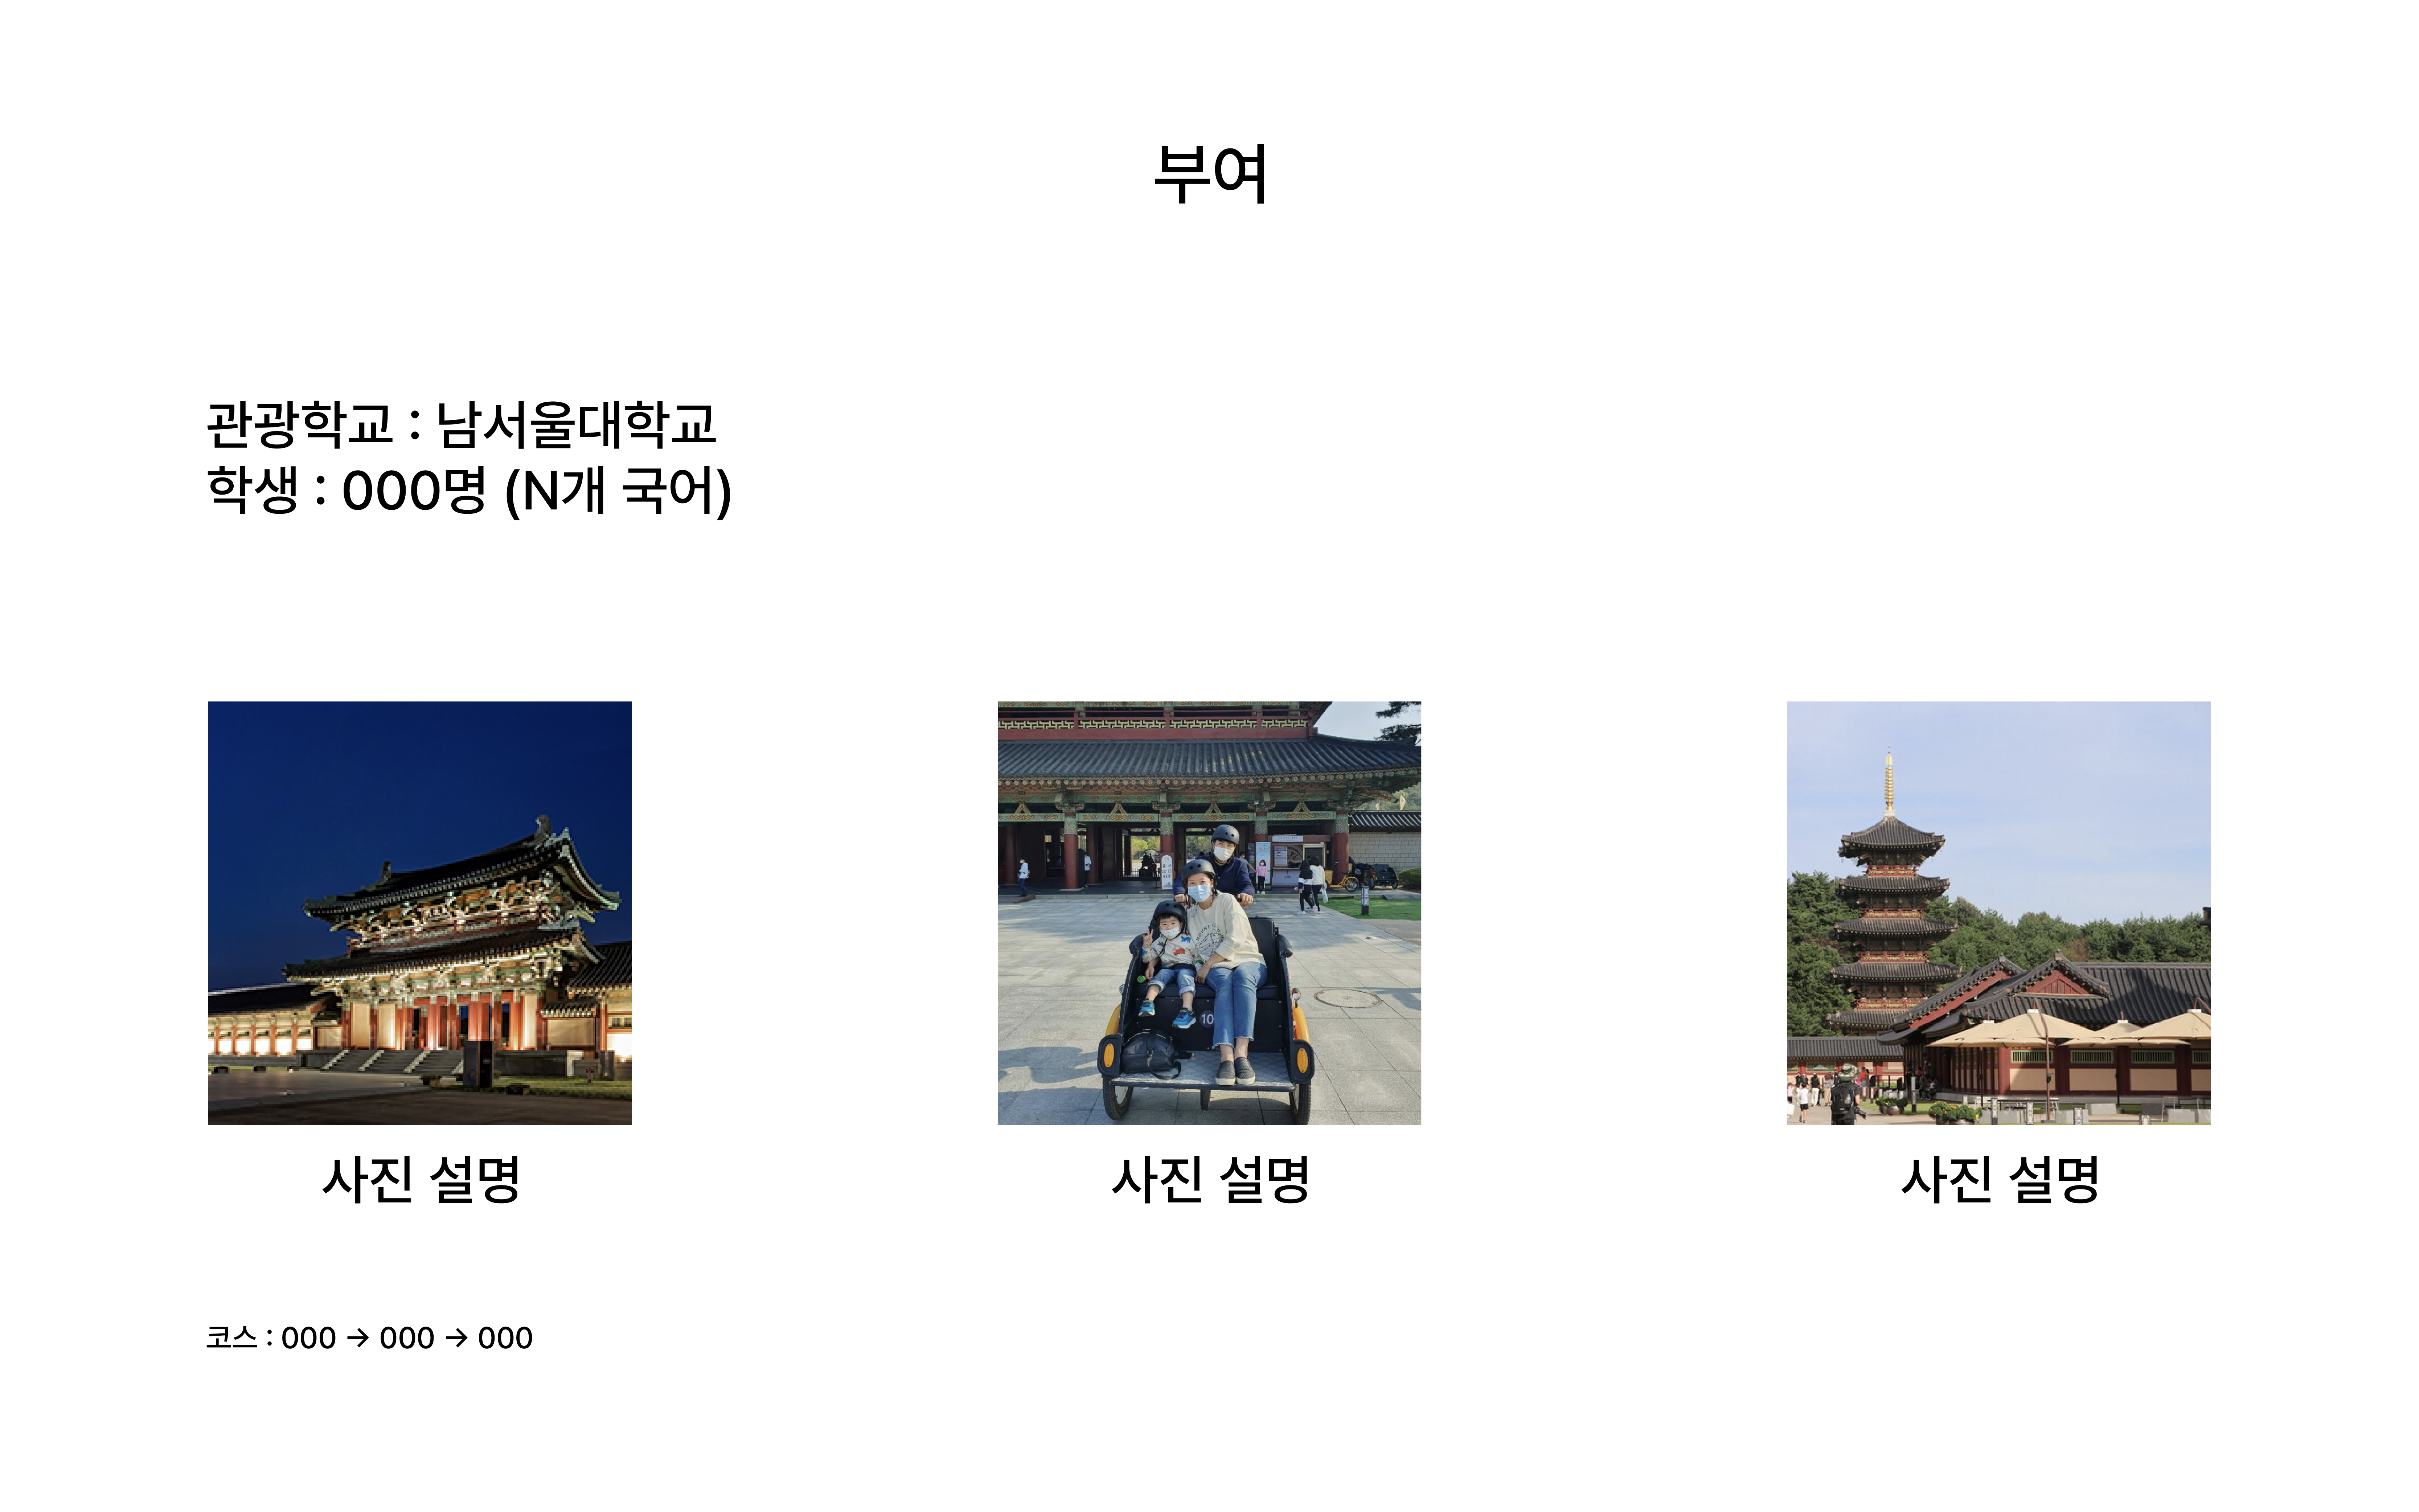 부여
관광학교 : 남서울대학교
학생 : 000명 (N개 국어)
10
사진 설명
사진 설명
사진 설명
코스 : 000 → 000 → 000